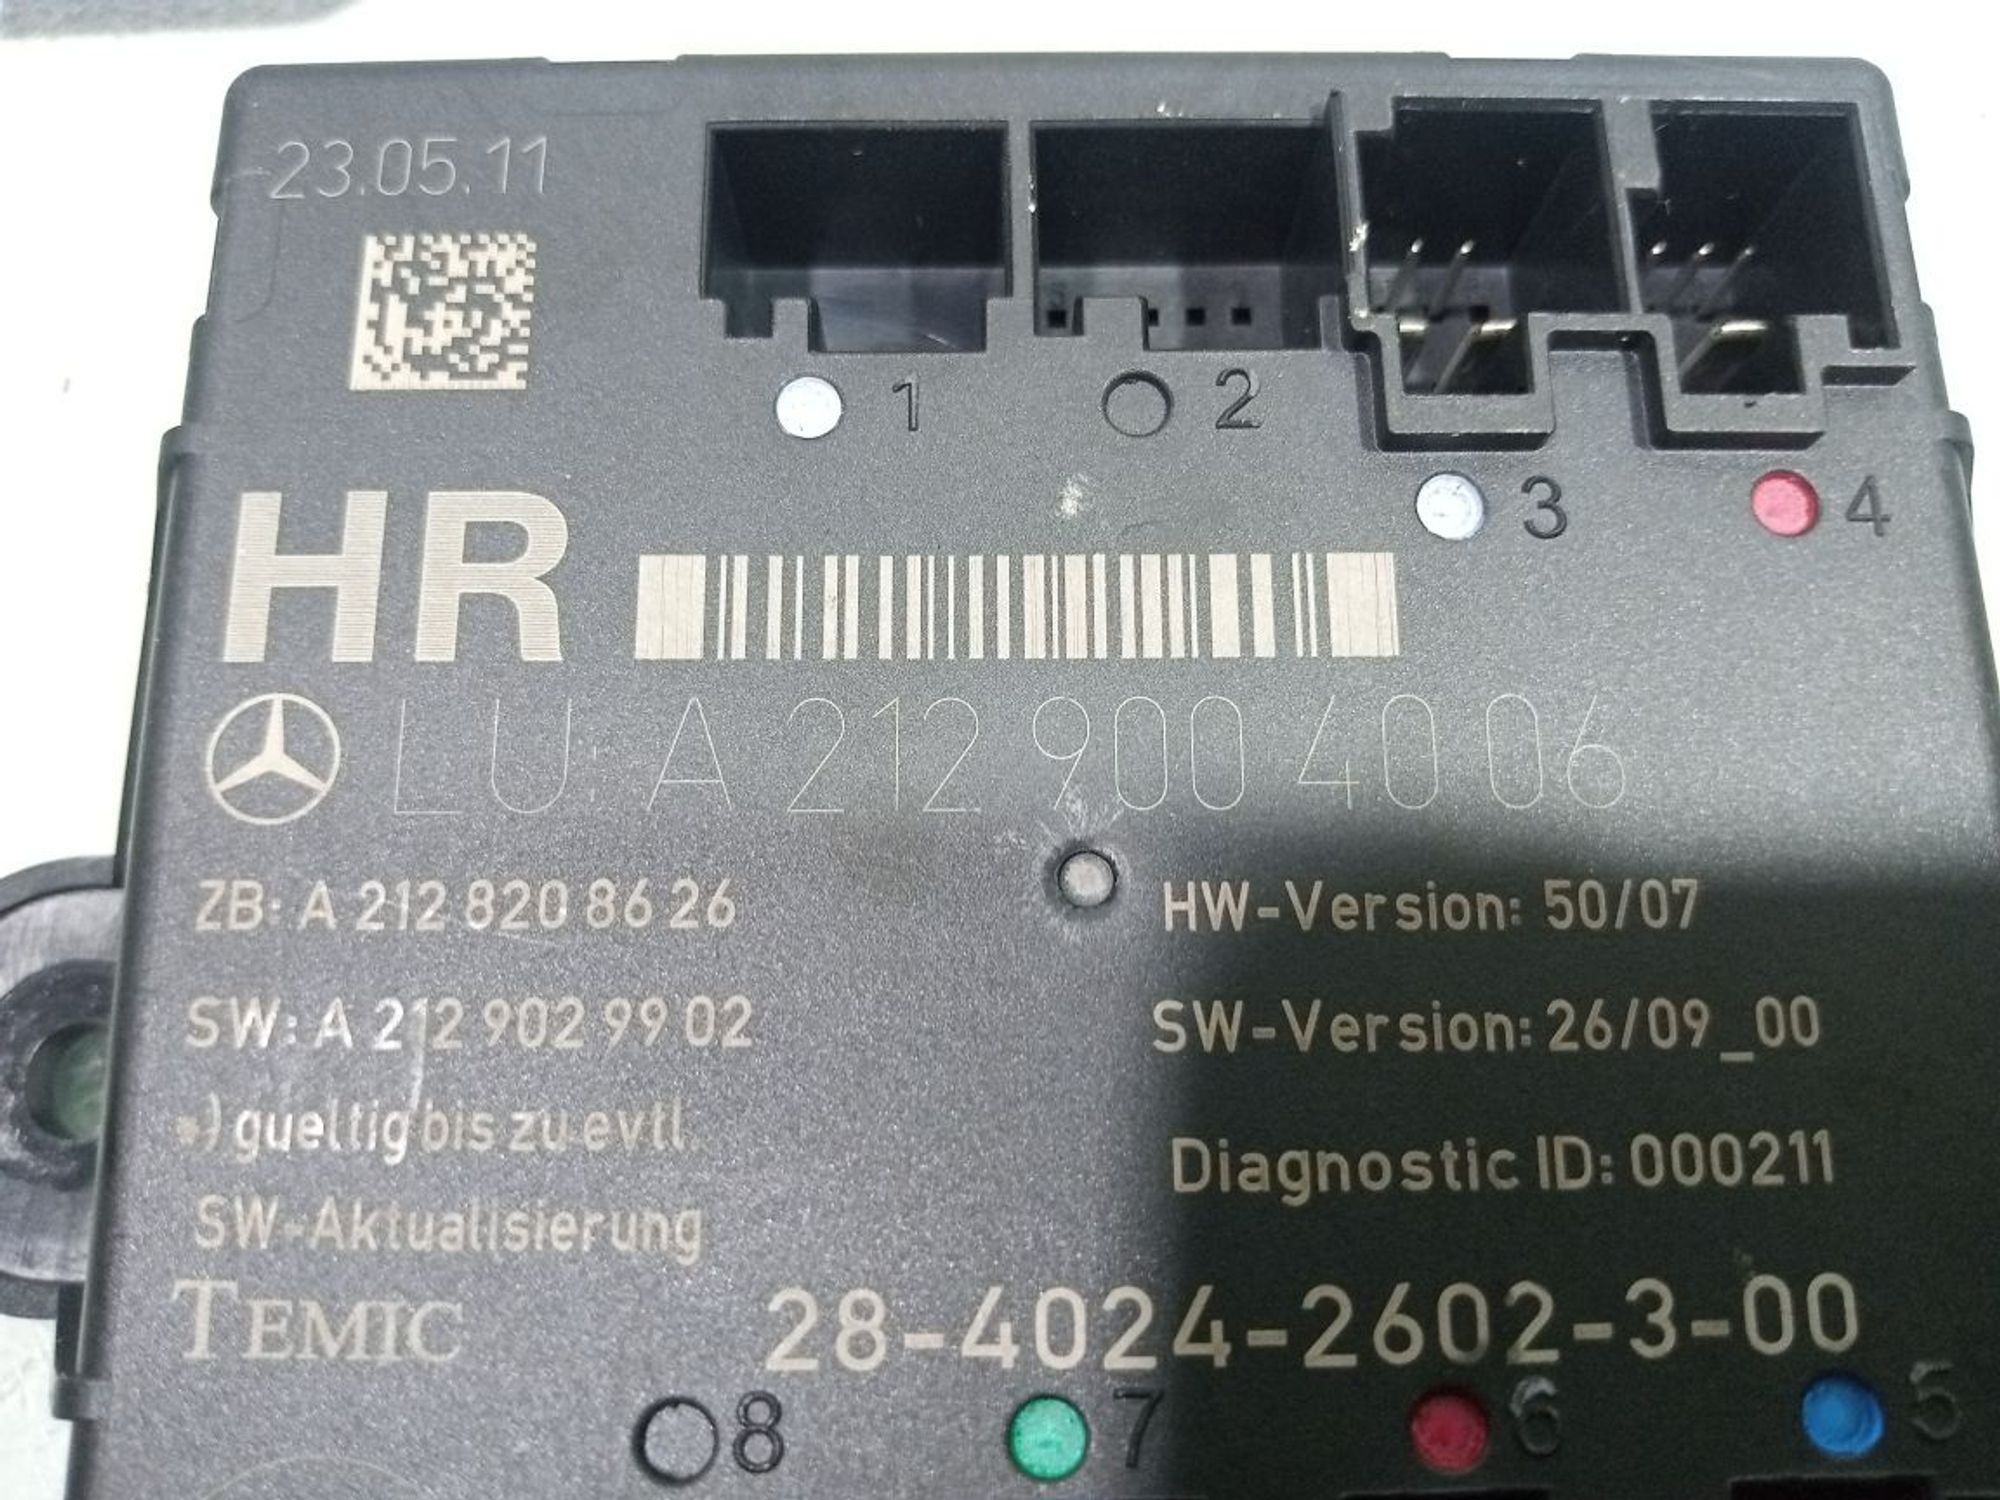 23.05.11
1
2
3
4
HR
LU: A 212 900 40 06
ZB: A 212 820 86 26
HW-Version: 50/07
SW: A 212 902 99 02
SW-Version: 26/09_00
*) gueltig bis zu evtl.
Diagnostic ID: 000211
SW-Aktualisierung
TEMIC
28-4024-2602-3-00
8
7
6
5